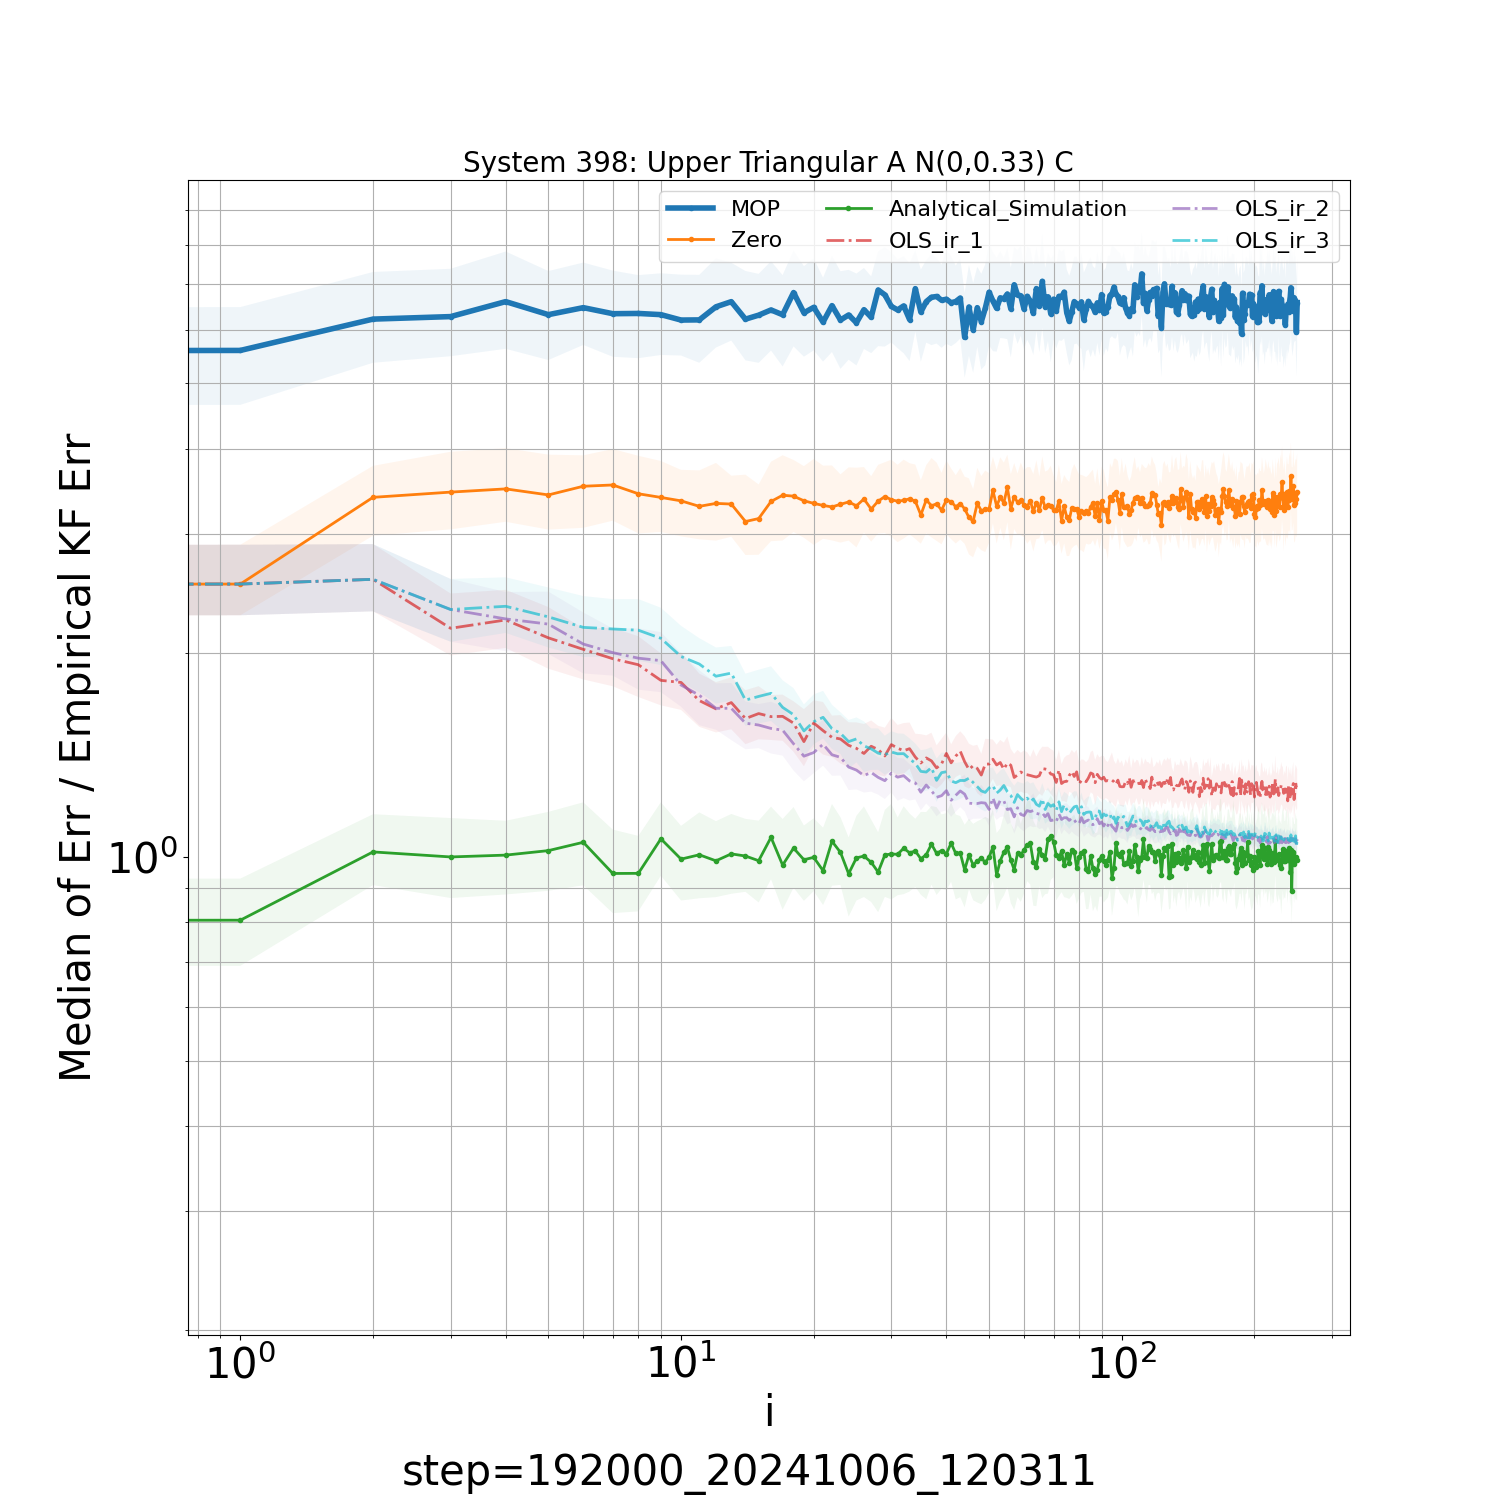 System 398: Upper Triangular A N(0,0.33) C
MOP
Zero
Analytical_Simulation
OLS_ir_1
OLS_ir_2
OLS_ir_3
Median of Err / Empirical KF Err
10⁰
10⁰
10¹
10²
i
step=192000_20241006_120311